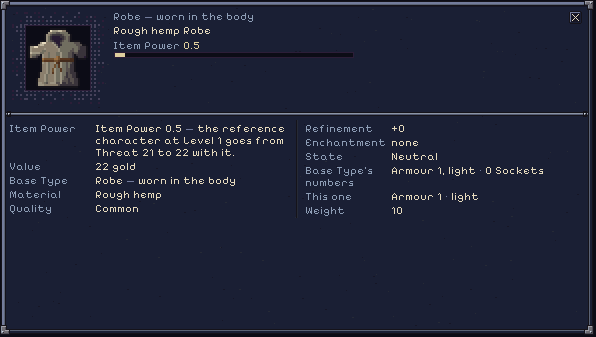 Robe — worn in the body
Rough hemp Robe
Item Power 0.5
Item Power Item Power 0.5 — the reference
character at Level 1 goes from
Threat 21 to 22 with it.
Value 22 gold
Base Type Robe — worn in the body
Material Rough hemp
Quality Common
Refinement +0
Enchantment none
State Neutral
Base Type's Armour 1, light · 0 Sockets
numbers
This one Armour 1 · light
Weight 10